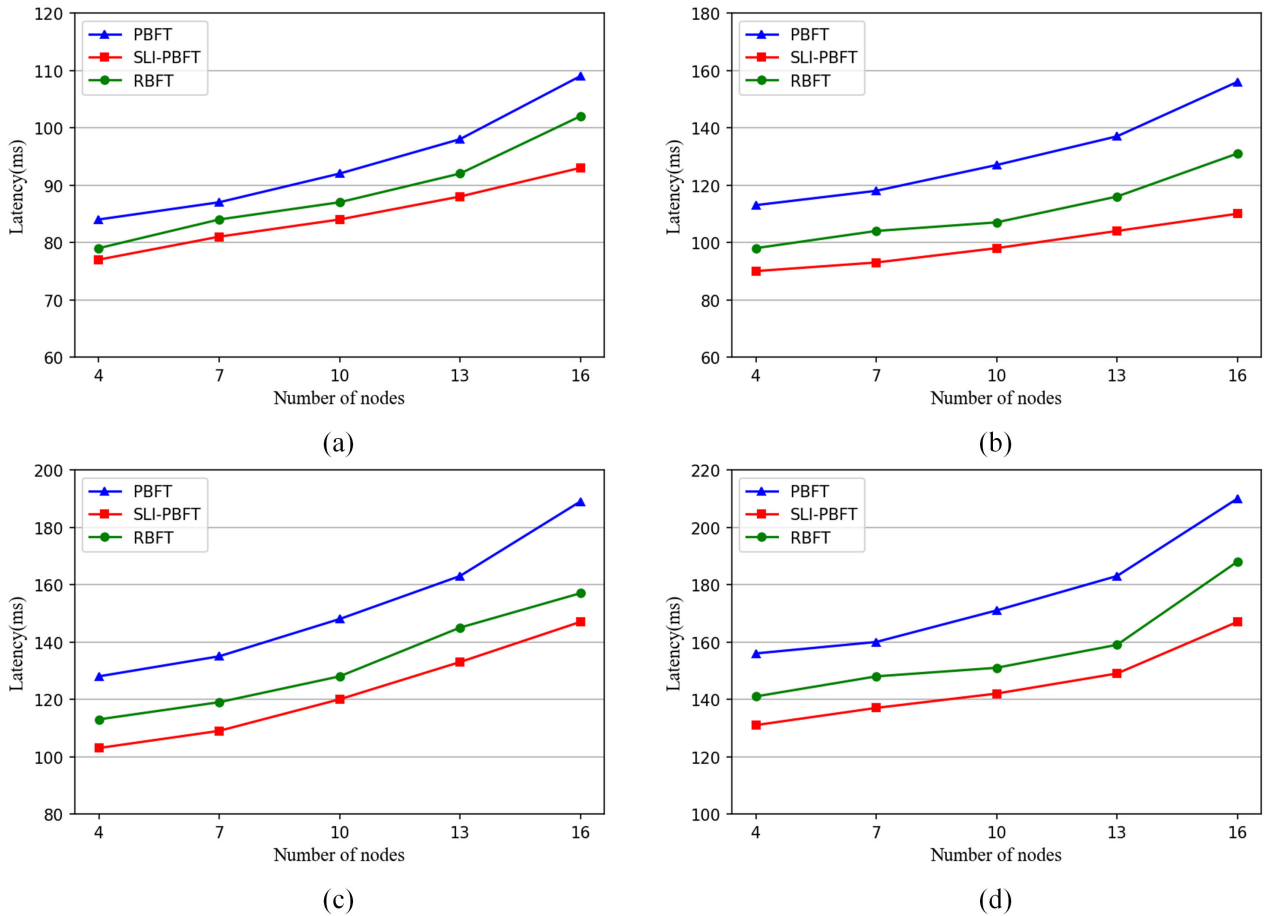 120
110
100
90
80
70
60
Latency(ms)
PBFT
SLI-PBFT
RBFT
4 7 10 13 16
Number of nodes
(a)
180
160
140
120
100
80
60
Latency(ms)
PBFT
SLI-PBFT
RBFT
4 7 10 13 16
Number of nodes
(b)
200
180
160
140
120
100
80
Latency(ms)
PBFT
SLI-PBFT
RBFT
4 7 10 13 16
Number of nodes
(c)
220
200
180
160
140
120
100
Latency(ms)
PBFT
SLI-PBFT
RBFT
4 7 10 13 16
Number of nodes
(d)